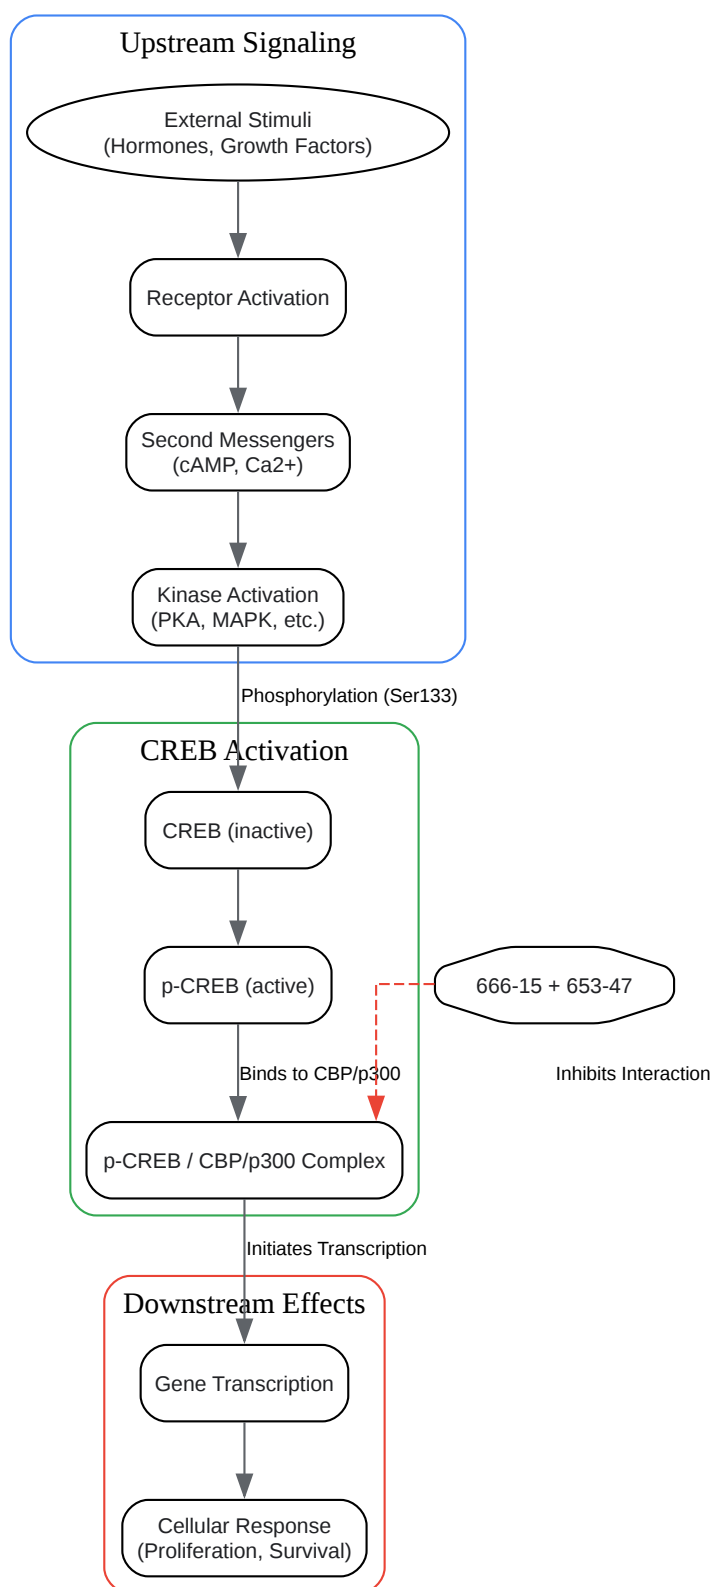 Upstream Signaling
External Stimuli
(Hormones, Growth Factors)
Receptor Activation
Second Messengers
(cAMP, Ca2+)
Kinase Activation
(PKA, MAPK, etc.)
Phosphorylation (Ser133)
CREB Activation
CREB (inactive)
p-CREB (active)
666-15 + 653-47
Binds to CBP/p300
Inhibits Interaction
p-CREB / CBP/p300 Complex
Initiates Transcription
Downstream Effects
Gene Transcription
Cellular Response
(Proliferation, Survival)